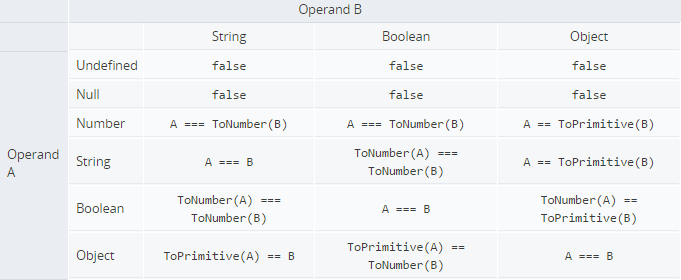 Operand B
String Boolean Object
Undefined false false false
Null false false false
Number A === ToNumber(B) A === ToNumber(B) A == ToPrimitive(B)
Operand
A
String A === B ToNumber(A) ===
ToNumber(B) A == ToPrimitive(B)
Boolean ToNumber(A) ===
ToNumber(B) A === B ToNumber(A) ==
ToPrimitive(B)
Object ToPrimitive(A) == B ToPrimitive(A) ==
ToNumber(B) A === B